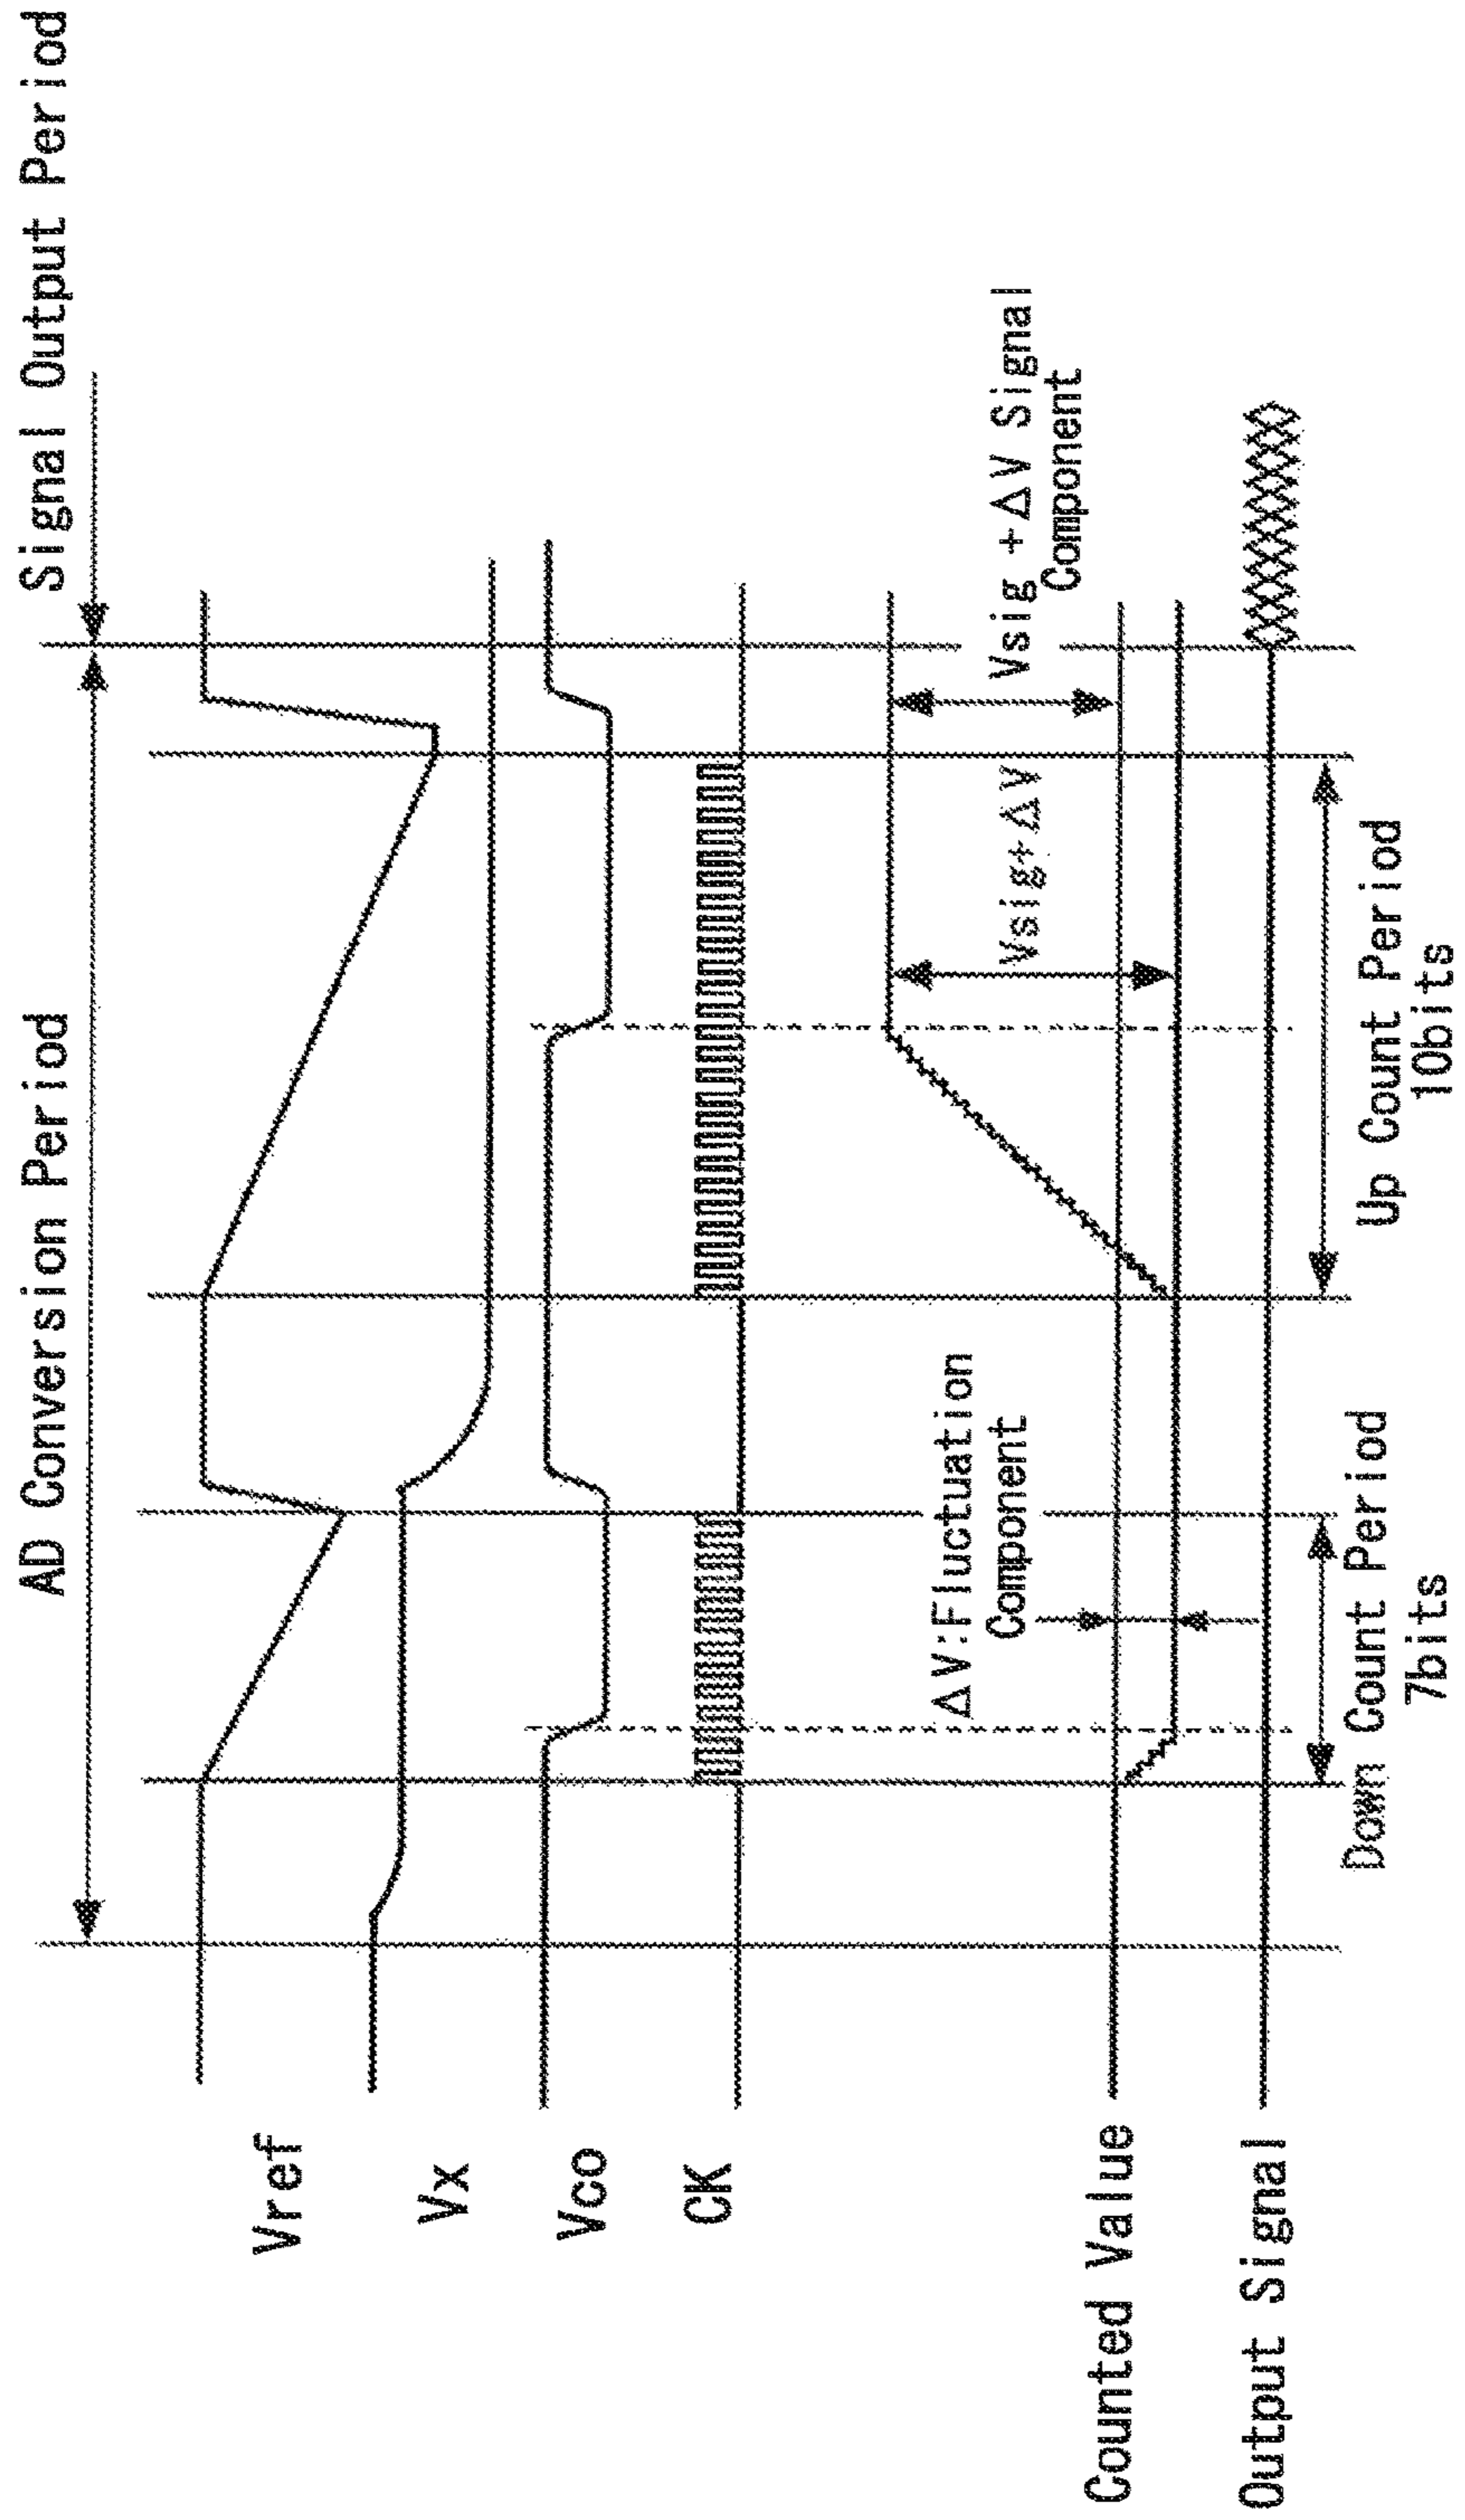 AD Conversion Period
Signal Output Period
Vref
Vx
Vco
CK
ΔV:Fluctuation
Component
Vsig+ΔV
Vsig +ΔV Signal
Component
Counted Value
Output Signal
Down Count Period
7bits
Up Count Period
10bits